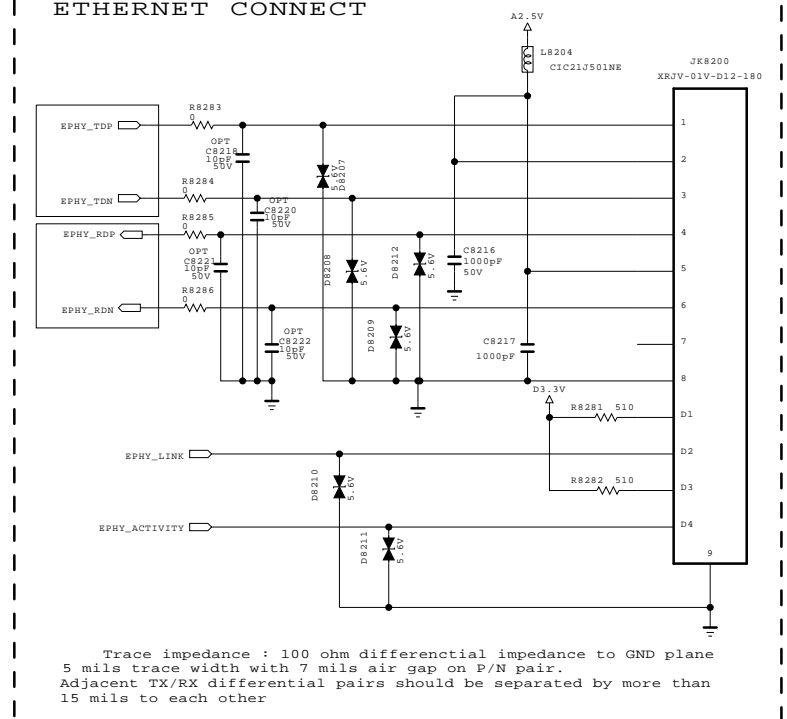 ETHERNET CONNECT
A2.5V
L8204
CIC21J501NE
JK8200
XRJV-01V-D12-180
R8283
0
EPHY_TDP
1
OPT
C8218
10pF
50V
5.6V
D8207
2
R8284
0
EPHY_TDN
3
OPT
C8220
10pF
50V
R8285
0
EPHY_RDP
4
OPT
C8221
10pF
50V
D8208
5.6V
D8212
5.6V
C8216
1000pF
50V
5
R8286
0
EPHY_RDN
6
OPT
C8222
10pF
50V
D8209
5.6V
C8217
1000pF
7
8
D3.3V
R8281 510
D1
EPHY_LINK
D2
D8210
5.6V
R8282 510
D3
EPHY_ACTIVITY
D4
D8211
5.6V
9
Trace impedance : 100 ohm differenctial impedance to GND plane
5 mils trace width with 7 mils air gap on P/N pair.
Adjacent TX/RX differential pairs should be separated by more than
15 mils to each other